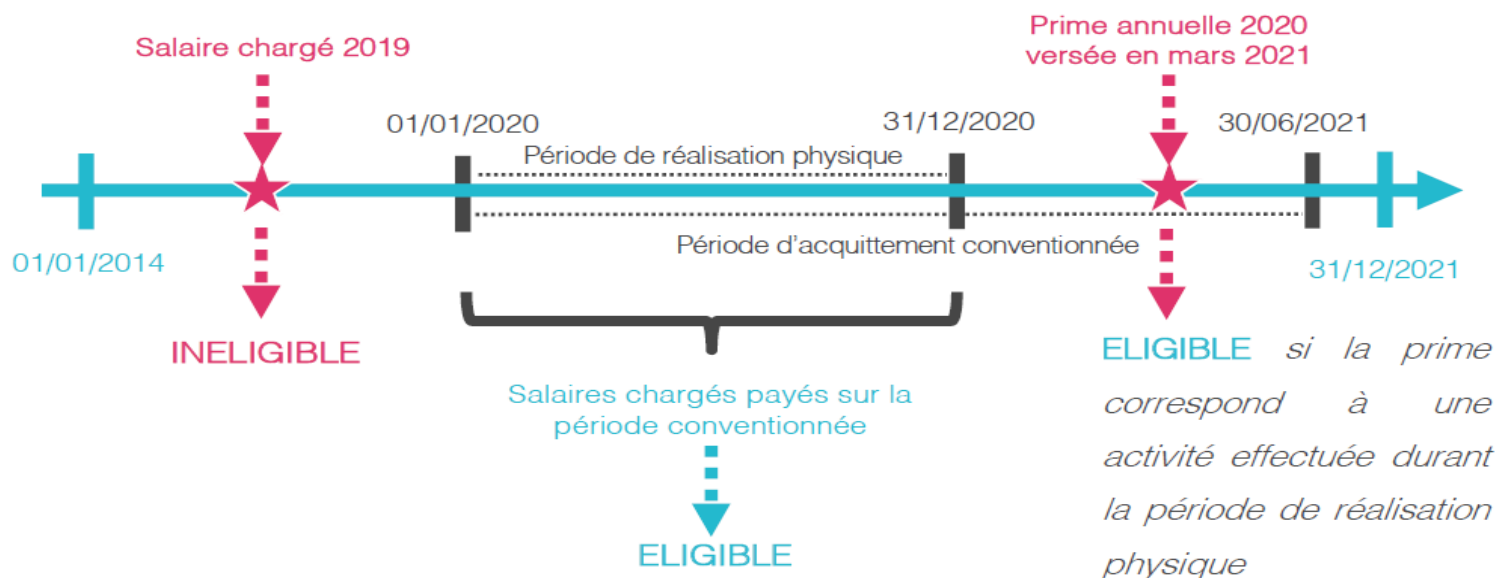 Salaire chargé 2019
Prime annuelle 2020
versée en mars 2021
01/01/2020
31/12/2020
30/06/2021
Période de réalisation physique
Période d'acquittement conventionnée
01/01/2014
31/12/2021
INELIGIBLE
Salaires chargés payés sur la
période conventionnée
ELIGIBLE
ELIGIBLE si la prime
correspond à une
activité effectuée durant
la période de réalisation
physique